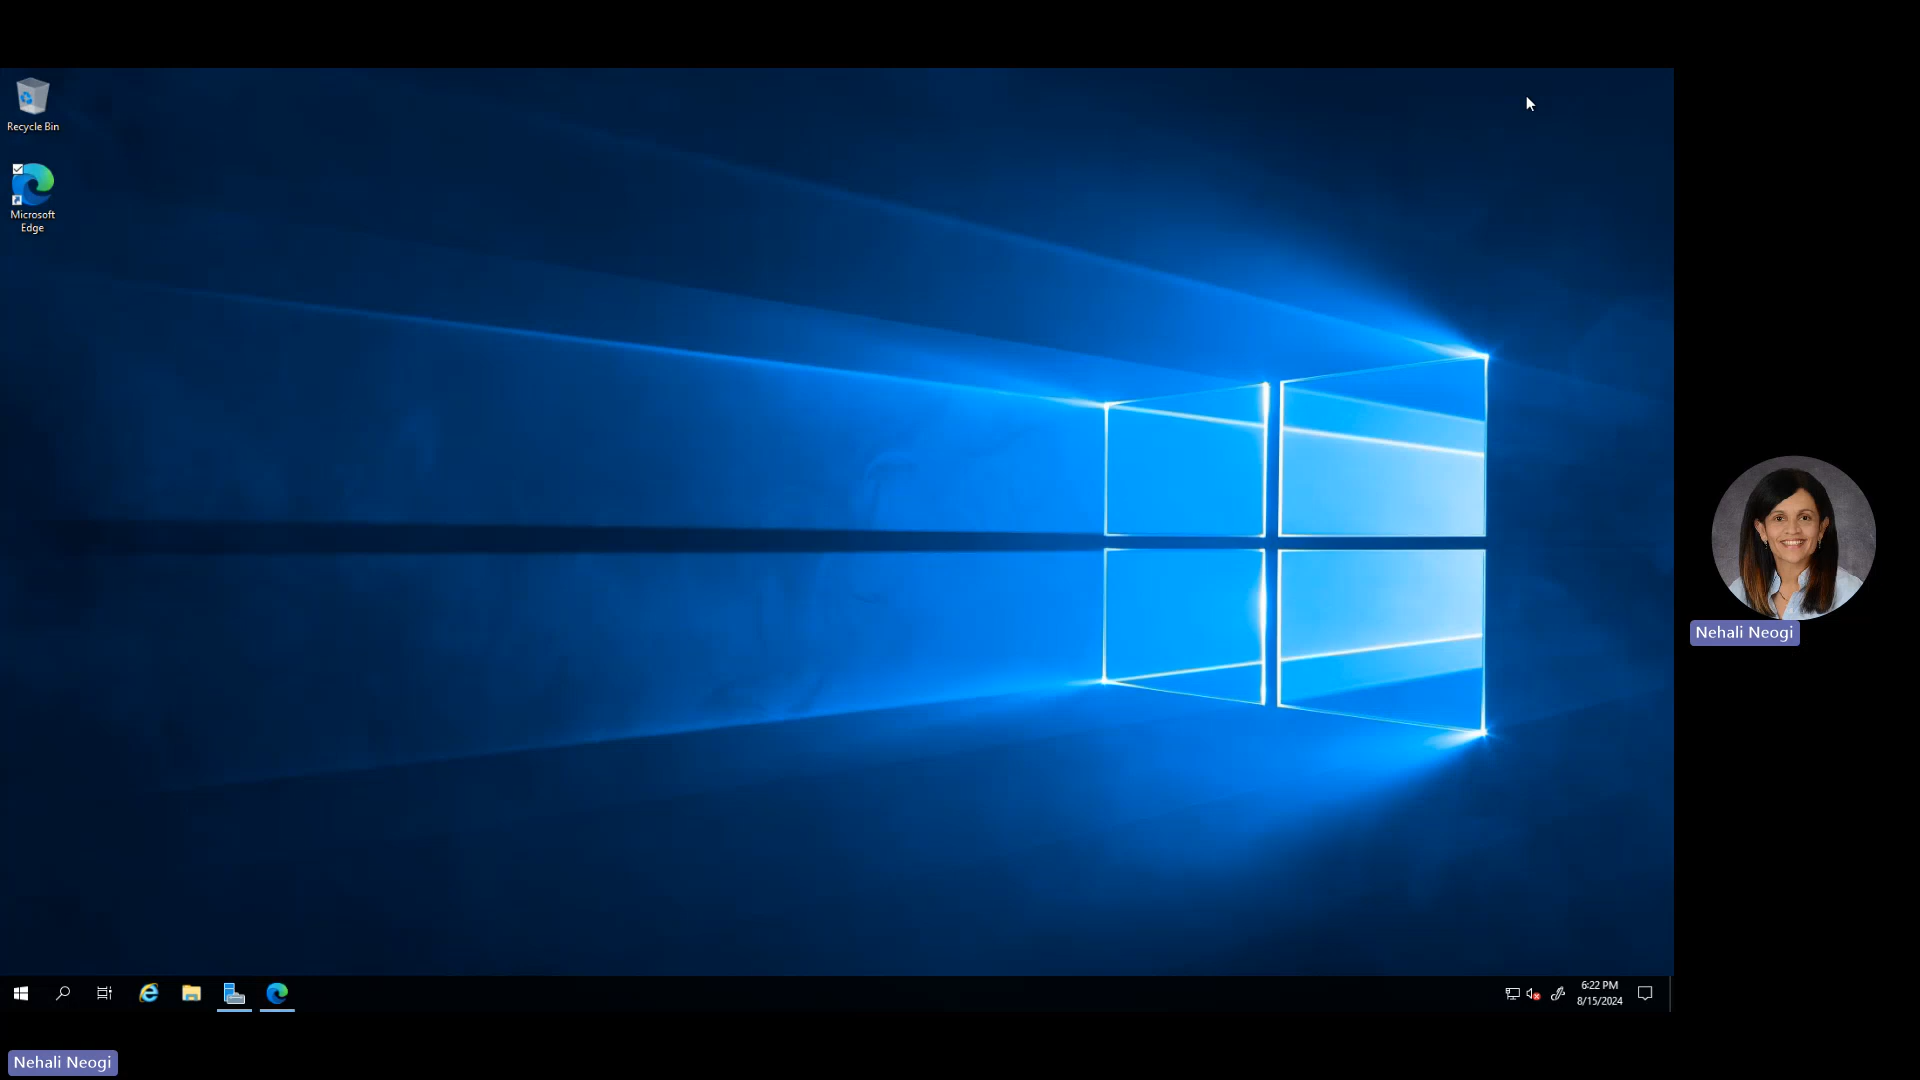 Recycle Bin
Microsoft
Edge
Nehali Neogi
6:22 PM
8/15/2024
Nehali Neogi